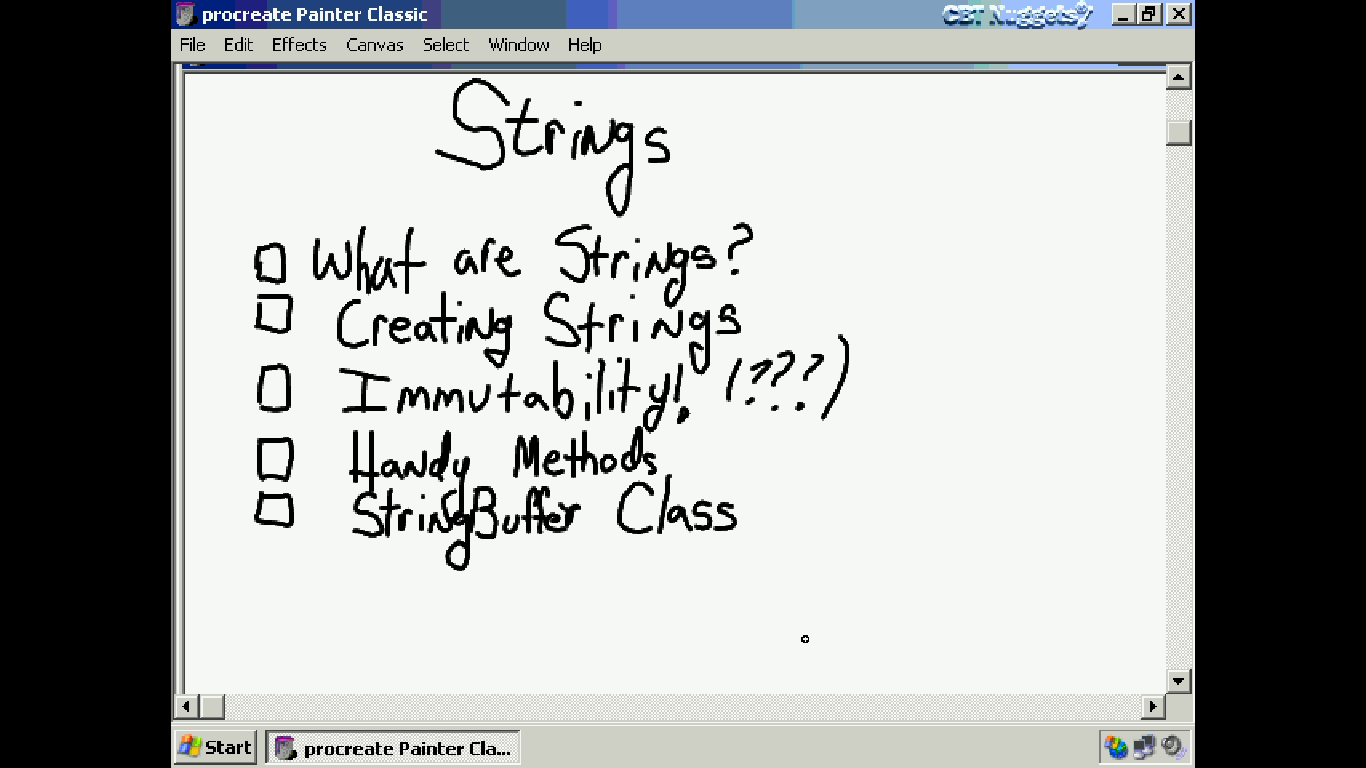 procreate Painter Classic
CBT Nuggets
File Edit Effects Canvas Select Window Help
Strings
What are Strings?
Creating Strings
Immutability! (???)
Handy Methods
StringBuffer Class
Start procreate Painter Cla...